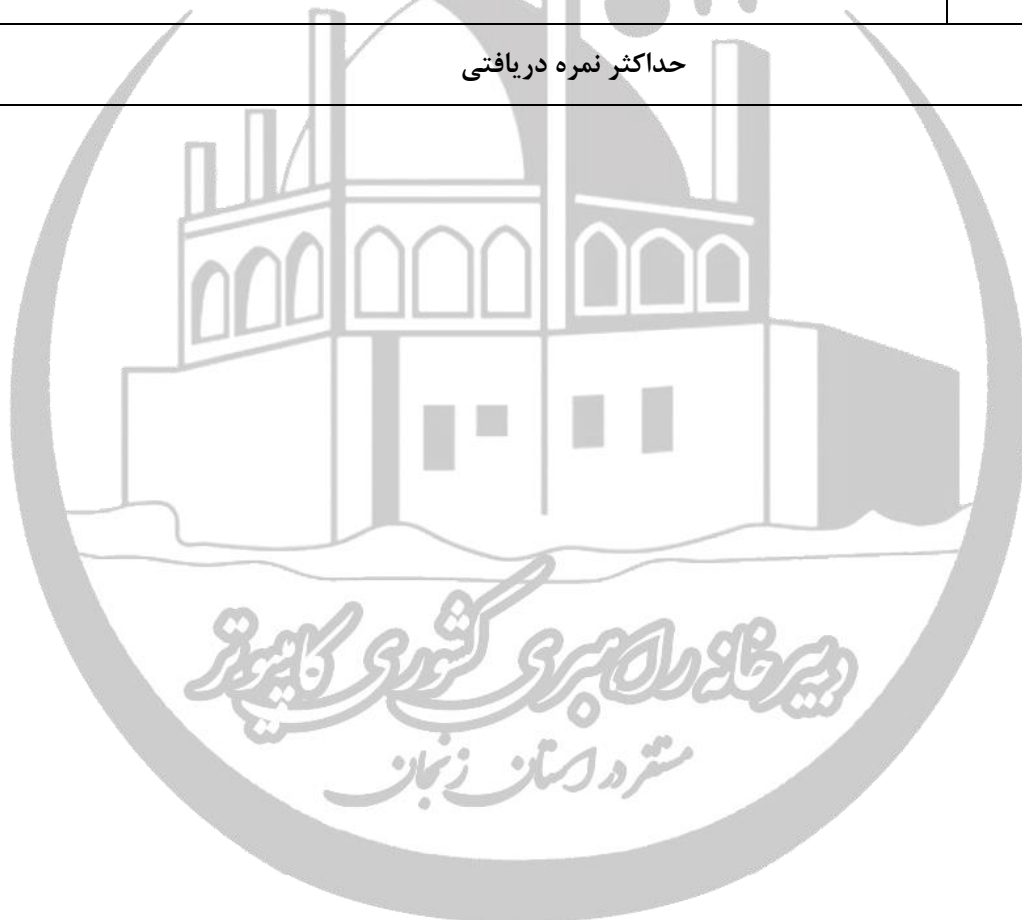 حداکثر نمره دریافتی
دبیرخانه راهبری کشوری کامپیوتر
مستقر در استان زنجان